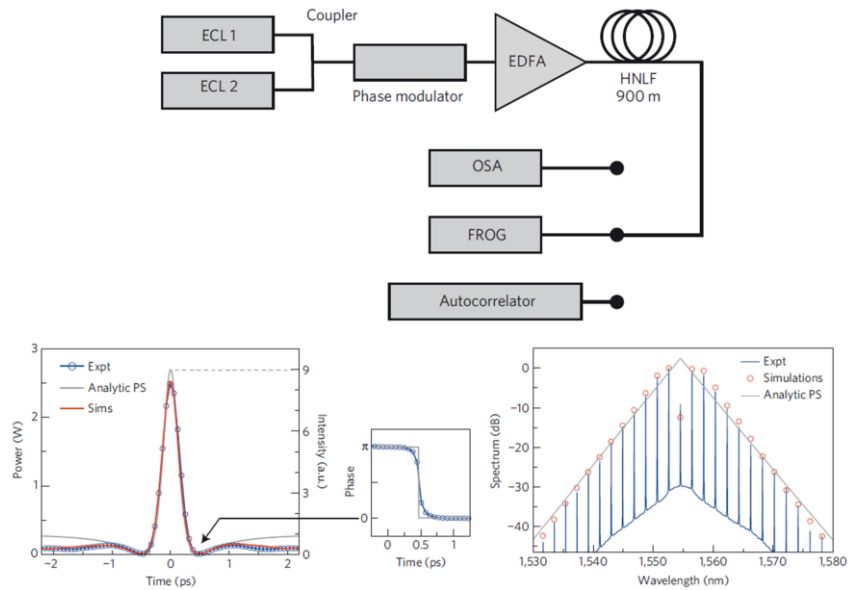 Coupler
ECL 1
ECL 2
Phase modulator
EDFA
HNLF
900 m
OSA
FROG
Autocorrelator
3
2
1
0
Power (W)
Expt
Analytic PS
Sims
9
6
3
0
Intensity (a.u.)
−2 −1 0 1 2
Time (ps)
π
0
Phase
0 0.5 1
Time (ps)
0
−10
−20
−30
−40
Spectrum (dB)
Expt
Simulations
Analytic PS
1,530 1,540 1,550 1,560 1,570 1,580
Wavelength (nm)